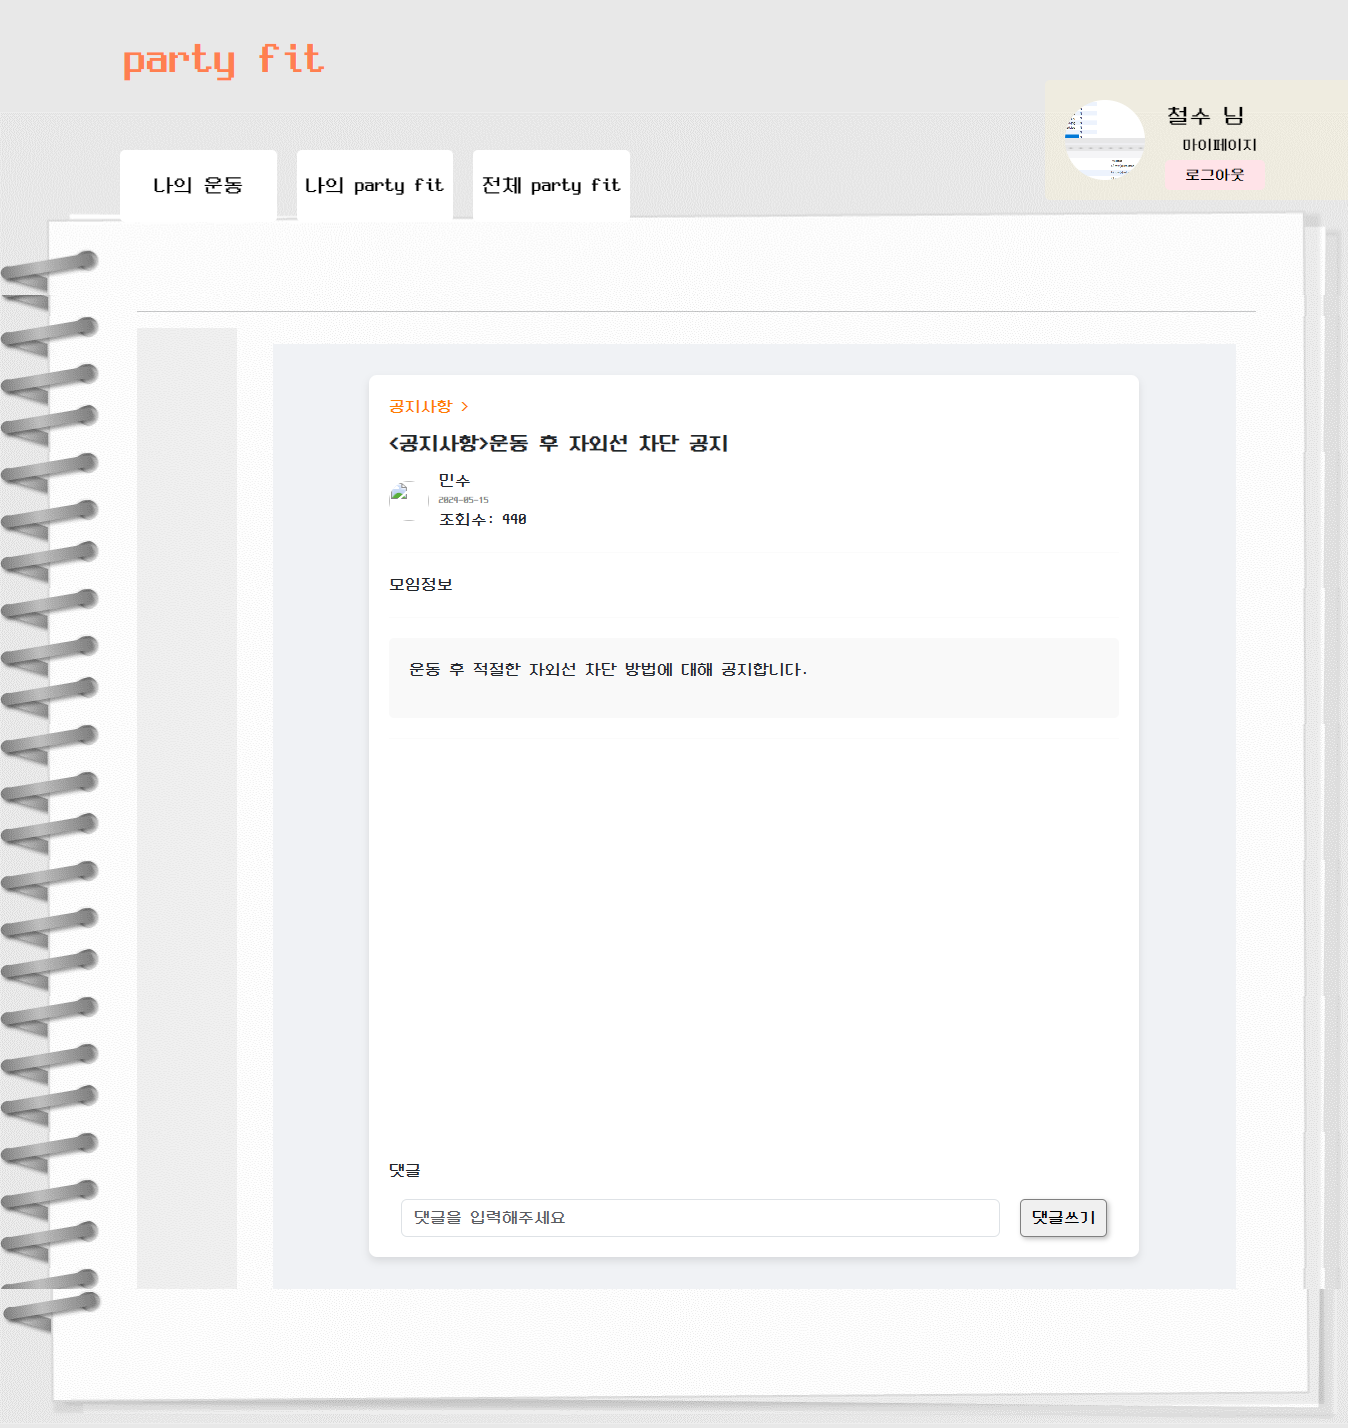 party fit
철수 님
마이페이지
로그아웃
나의 운동
나의 party fit
전체 party fit
공지사항 >
<공지사항>운동 후 자외선 차단 공지
민수
2024-05-15
조회수: 440
모임정보
운동 후 적절한 자외선 차단 방법에 대해 공지합니다.
댓글
댓글을 입력해주세요
댓글쓰기